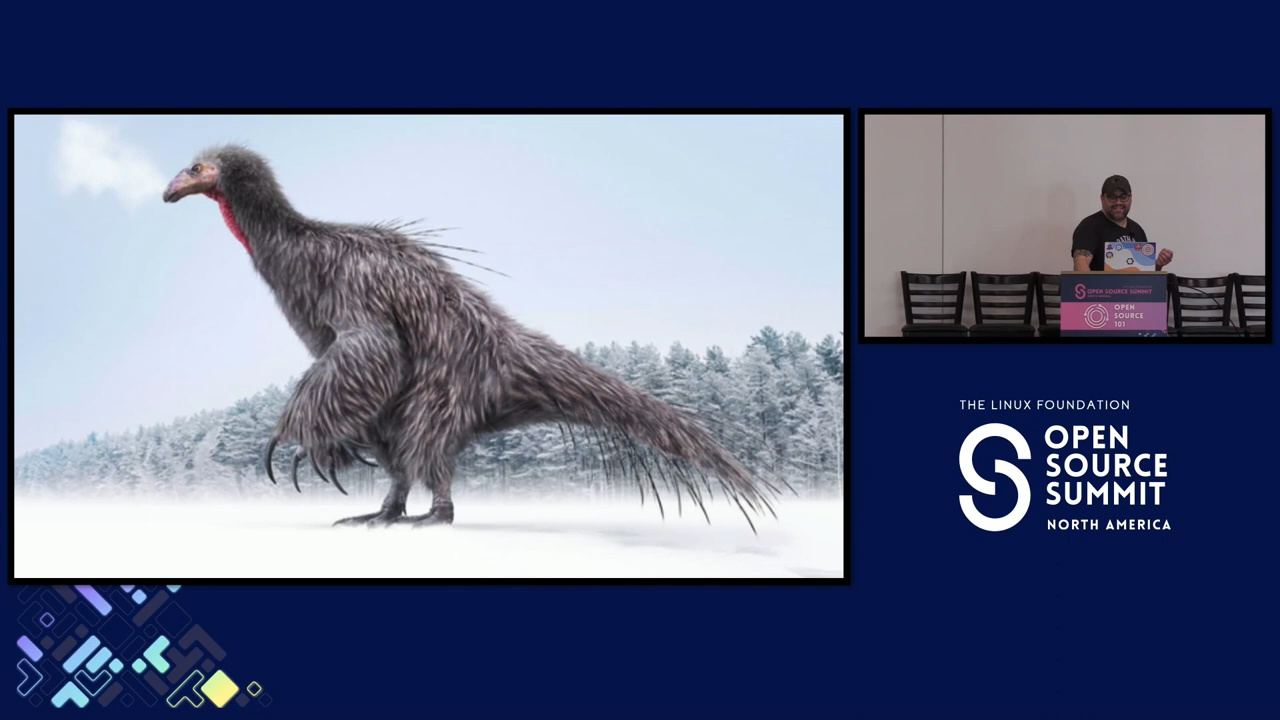 OPEN SOURCE SUMMIT
OPEN
SOURCE
101
THE LINUX FOUNDATION
OPEN
SOURCE
SUMMIT
NORTH AMERICA